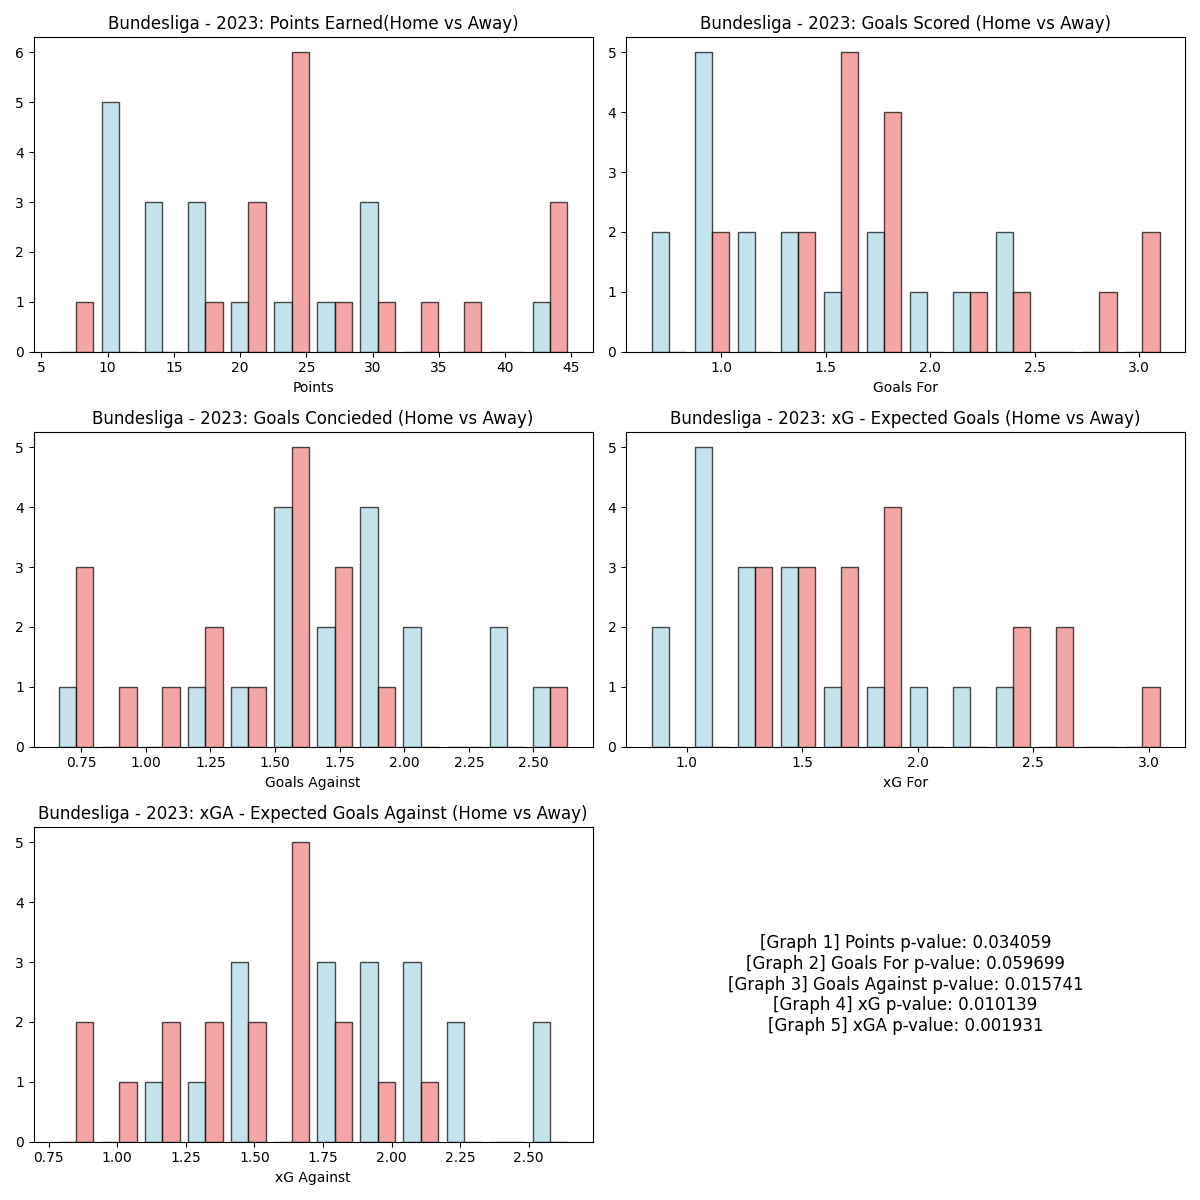 Bundesliga - 2023: Points Earned(Home vs Away)
6
5
4
3
2
1
0
5 10 15 20 25 30 35 40 45
Points
Bundesliga - 2023: Goals Scored (Home vs Away)
5
4
3
2
1
0
1.0 1.5 2.0 2.5 3.0
Goals For
Bundesliga - 2023: Goals Concieded (Home vs Away)
5
4
3
2
1
0
0.75 1.00 1.25 1.50 1.75 2.00 2.25 2.50
Goals Against
Bundesliga - 2023: xG - Expected Goals (Home vs Away)
5
4
3
2
1
0
1.0 1.5 2.0 2.5 3.0
xG For
Bundesliga - 2023: xGA - Expected Goals Against (Home vs Away)
5
4
3
2
1
0
0.75 1.00 1.25 1.50 1.75 2.00 2.25 2.50
xG Against
[Graph 1] Points p-value: 0.034059
[Graph 2] Goals For p-value: 0.059699
[Graph 3] Goals Against p-value: 0.015741
[Graph 4] xG p-value: 0.010139
[Graph 5] xGA p-value: 0.001931